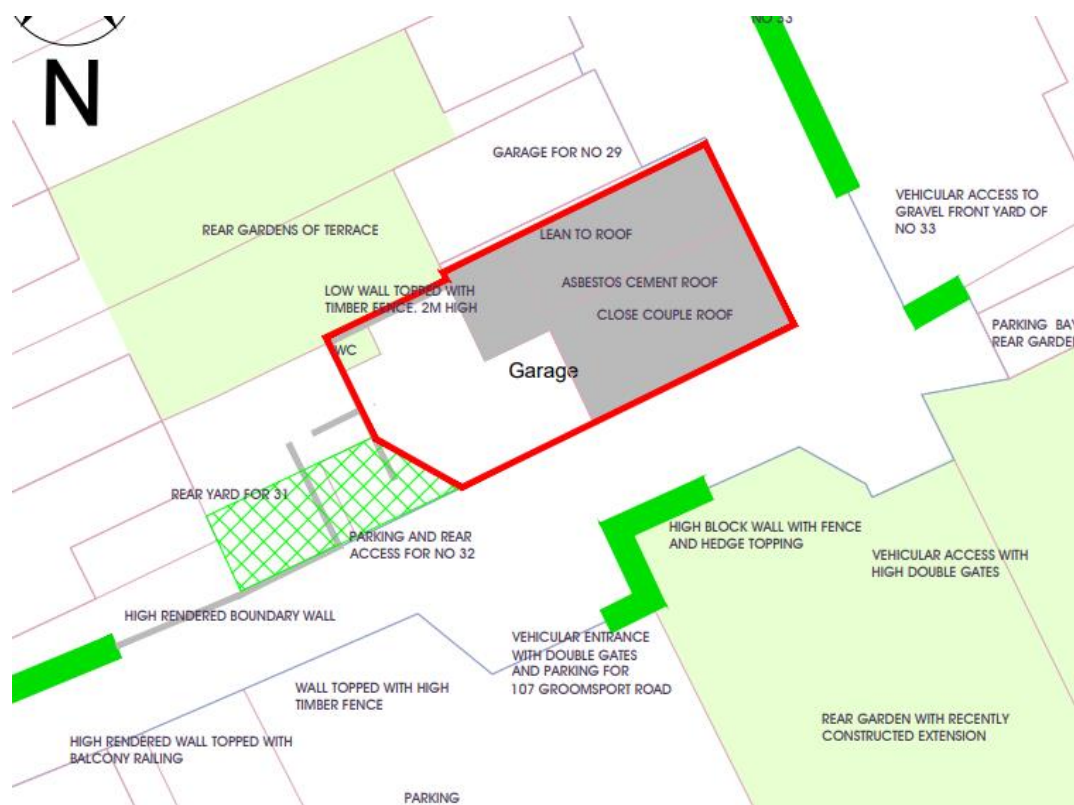 NO 33
N
GARAGE FOR NO 29
VEHICULAR ACCESS TO
GRAVEL FRONT YARD OF
NO 33
REAR GARDENS OF TERRACE
LEAN TO ROOF
ASBESTOS CEMENT ROOF
CLOSE COUPLE ROOF
LOW WALL TOPPED WITH
TIMBER FENCE. 2M HIGH
WC
PARKING BAY
REAR GARDEN
Garage
REAR YARD FOR 31
PARKING AND REAR
ACCESS FOR NO 32
HIGH BLOCK WALL WITH FENCE
AND HEDGE TOPPING
VEHICULAR ACCESS WITH
HIGH DOUBLE GATES
HIGH RENDERED BOUNDARY WALL
VEHICULAR ENTRANCE
WITH DOUBLE GATES
AND PARKING FOR
107 GROOMSPORT ROAD
WALL TOPPED WITH HIGH
TIMBER FENCE
REAR GARDEN WITH RECENTLY
CONSTRUCTED EXTENSION
HIGH RENDERED WALL TOPPED WITH
BALCONY RAILING
PARKING